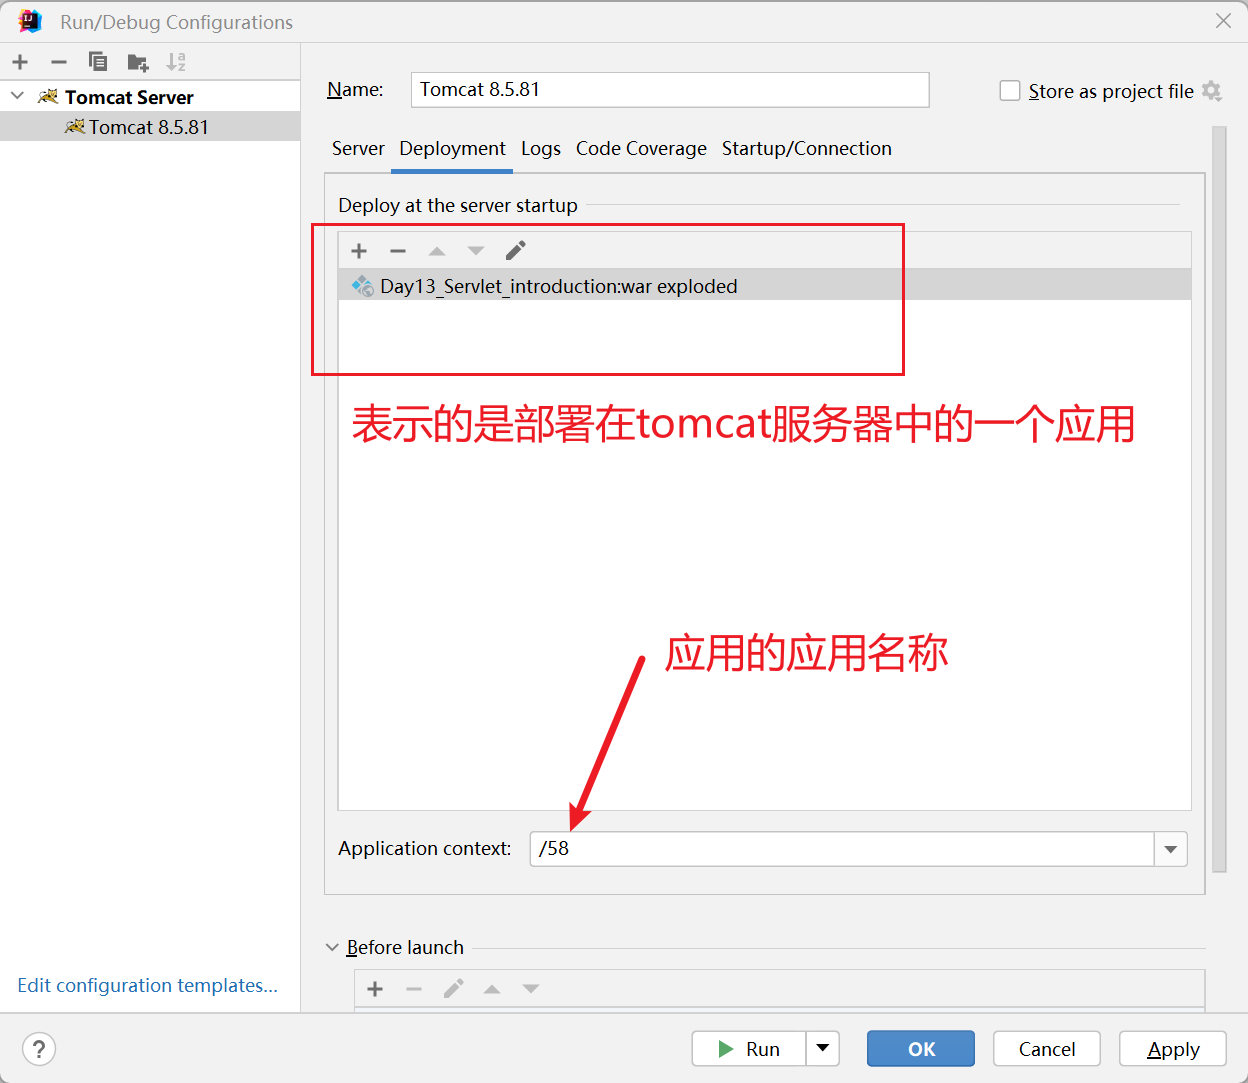 Run/Debug Configurations
Tomcat Server
Tomcat 8.5.81
Name:
Tomcat 8.5.81
Store as project file
Server Deployment Logs Code Coverage Startup/Connection
Deploy at the server startup
Day13_Servlet_introduction:war exploded
表示的是部署在tomcat服务器中的一个应用
应用的应用名称
Application context:
/58
Before launch
Edit configuration templates...
?
Run
OK
Cancel
Apply